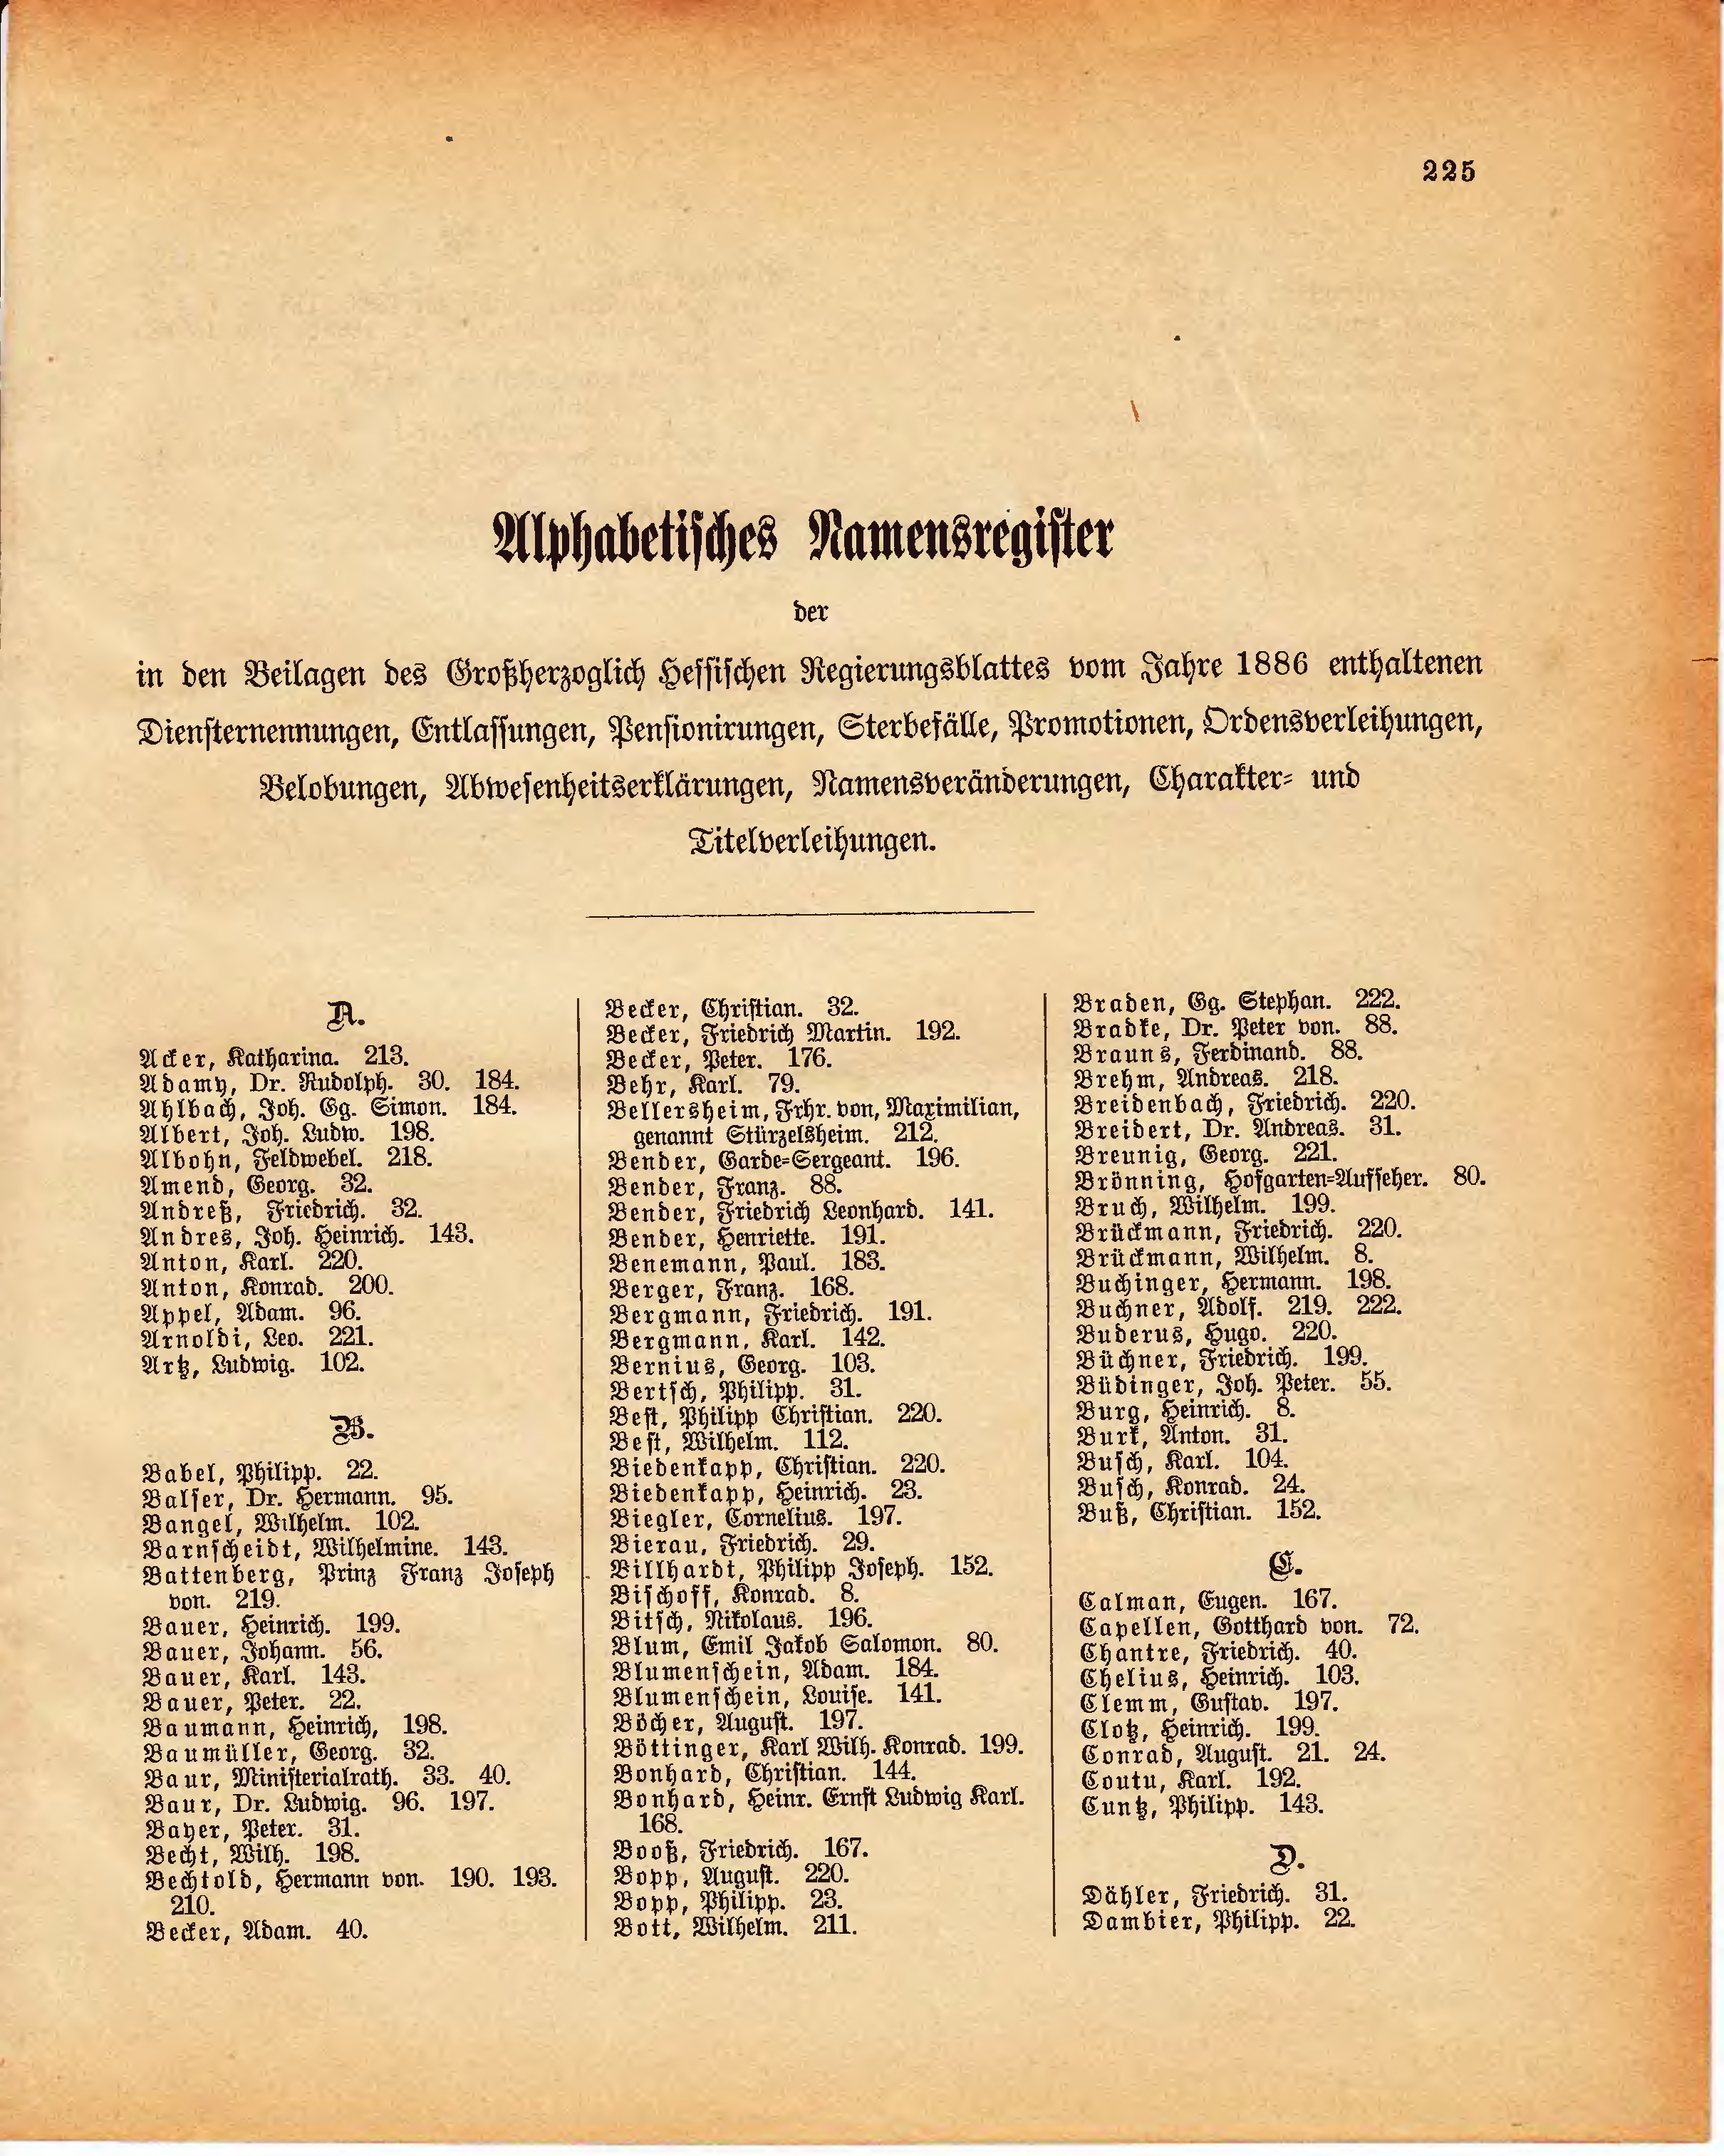 225
Alphabetisches Namensregister
der
in den Beilagen des Großherzoglich Hessischen Regierungsblattes vom Jahre 1886 enthaltenen
Diensternennungen, Entlassungen, Pensionirungen, Sterbefälle, Promotionen, Ordensverleihungen,
Belobungen, Abwesenheitserklärungen, Namensveränderungen, Charakter- und
Titelverleihungen.
A.
Acker, Katharina. 213.
Adamy, Dr. Rudolph. 30. 184.
Ahlbach, Joh. Gg. Simon. 184.
Albert, Joh. Ludw. 198.
Albohn, Feldwebel. 218.
Amend, Georg. 32.
Andreß, Friedrich. 32.
Andres, Joh. Heinrich. 143.
Anton, Karl. 220.
Anton, Konrad. 200.
Appel, Adam. 96.
Arnoldi, Leo. 221.
Artz, Ludwig. 102.
B.
Babel, Philipp. 22.
Balser, Dr. Hermann. 95.
Bangel, Wilhelm. 102.
Barnscheidt, Wilhelmine. 143.
Battenberg, Prinz Franz Joseph
von. 219.
Bauer, Heinrich. 199.
Bauer, Johann. 56.
Bauer, Karl. 143.
Bauer, Peter. 22.
Baumann, Heinrich, 198.
Baumüller, Georg. 32.
Baur, Ministerialrath. 33. 40.
Baur, Dr. Ludwig. 96. 197.
Bayer, Peter. 31.
Becht, Wilh. 198.
Bechtold, Hermann von. 190. 193.
210.
Becker, Adam. 40.
Becker, Christian. 32.
Becker, Friedrich Martin. 192.
Becker, Peter. 176.
Behr, Karl. 79.
Bellersheim, Frhr. von, Maximilian,
genannt Stürzelsheim. 212.
Bender, Garde-Sergeant. 196.
Bender, Franz. 88.
Bender, Friedrich Leonhard. 141.
Bender, Henriette. 191.
Benemann, Paul. 183.
Berger, Franz. 168.
Bergmann, Friedrich. 191.
Bergmann, Karl. 142.
Bernius, Georg. 103.
Bertsch, Philipp. 31.
Best, Philipp Christian. 220.
Best, Wilhelm. 112.
Biedenkapp, Christian. 220.
Biedenkapp, Heinrich. 23.
Biegler, Cornelius. 197.
Bierau, Friedrich. 29.
Billhardt, Philipp Joseph. 152.
Bischoff, Konrad. 8.
Bitsch, Nikolaus. 196.
Blum, Emil Jakob Salomon. 80.
Blumenschein, Adam. 184.
Blumenschein, Louise. 141.
Böcher, August. 197.
Böttinger, Karl Wilh. Konrad. 199.
Bonhard, Christian. 144.
Bonhard, Heinr. Ernst Ludwig Karl.
168.
Booß, Friedrich. 167.
Bopp, August. 220.
Bopp, Philipp. 23.
Bott, Wilhelm. 211.
Braden, Gg. Stephan. 222.
Bradke, Dr. Peter von. 88.
Brauns, Ferdinand. 88.
Brehm, Andreas. 218.
Breidenbach, Friedrich. 220.
Breidert, Dr. Andreas. 31.
Breunig, Georg. 221.
Brönning, Hofgarten-Aufseher. 80.
Bruch, Wilhelm. 199.
Brückmann, Friedrich. 220.
Brückmann, Wilhelm. 8.
Buchinger, Hermann. 198.
Buchner, Adolf. 219. 222.
Buderus, Hugo. 220.
Büchner, Friedrich. 199.
Büdinger, Joh. Peter. 55.
Burg, Heinrich. 8.
Burk, Anton. 31.
Busch, Karl. 104.
Busch, Konrad. 24.
Buß, Christian. 152.
C.
Calman, Eugen. 167.
Capellen, Gotthard von. 72.
Chantre, Friedrich. 40.
Chelius, Heinrich. 103.
Clemm, Gustav. 197.
Clotz, Heinrich. 199.
Conrad, August. 21. 24.
Coutu, Karl. 192.
Cuntz, Philipp. 143.
D.
Dähler, Friedrich. 31.
Dambier, Philipp. 22.